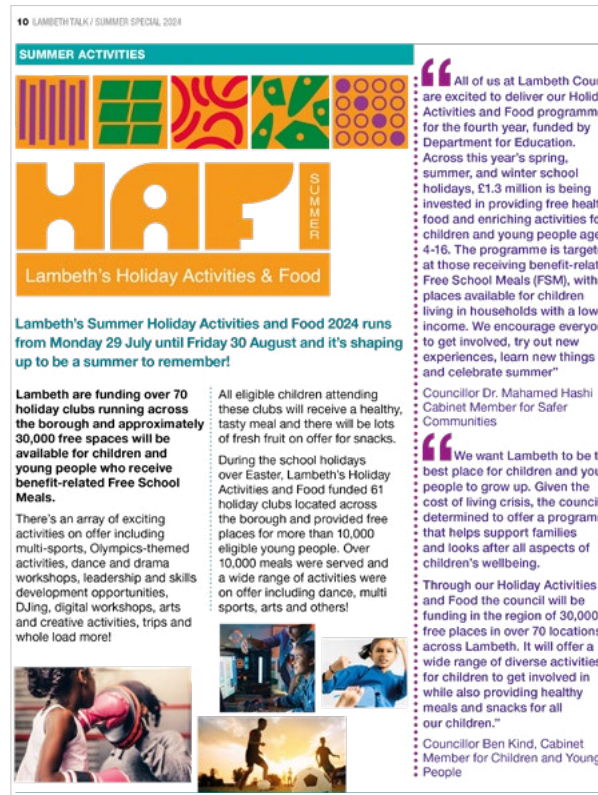 10 LAMBETH TALK / SUMMER SPECIAL 2024
SUMMER ACTIVITIES
HAF
SUMMER
Lambeth's Holiday Activities & Food
Lambeth's Summer Holiday Activities and Food 2024 runs
from Monday 29 July until Friday 30 August and it's shaping
up to be a summer to remember!
Lambeth are funding over 70
holiday clubs running across
the borough and approximately
30,000 free spaces will be
available for children and
young people who receive
benefit-related Free School
Meals.
There's an array of exciting
activities on offer including
multi-sports, Olympics-themed
activities, dance and drama
workshops, leadership and skills
development opportunities,
DJing, digital workshops, arts
and creative activities, trips and
whole load more!
All eligible children attending
these clubs will receive a healthy,
tasty meal and there will be lots
of fresh fruit on offer for snacks.
During the school holidays
over Easter, Lambeth's Holiday
Activities and Food funded 61
holiday clubs located across
the borough and provided free
places for more than 10,000
eligible young people. Over
10,000 meals were served and
a wide range of activities were
on offer including dance, multi
sports, arts and others!
“All of us at Lambeth Cou
are excited to deliver our Holid
Activities and Food programm
for the fourth year, funded by
Department for Education.
Across this year's spring,
summer, and winter school
holidays, £1.3 million is being
invested in providing free healt
food and enriching activities fo
children and young people age
4-16. The programme is target
at those receiving benefit-relat
Free School Meals (FSM), with
places available for children
living in households with a low
income. We encourage everyo
to get involved, try out new
experiences, learn new things
and celebrate summer”
Councillor Dr. Mahamed Hashi
Cabinet Member for Safer
Communities
“We want Lambeth to be t
best place for children and you
people to grow up. Given the
cost of living crisis, the counci
determined to offer a program
that helps support families
and looks after all aspects of
children's wellbeing.
Through our Holiday Activities
and Food the council will be
funding in the region of 30,000
free places in over 70 locations
across Lambeth. It will offer a
wide range of diverse activities
for children to get involved in
while also providing healthy
meals and snacks for all
our children.”
Councillor Ben Kind, Cabinet
Member for Children and Young
People